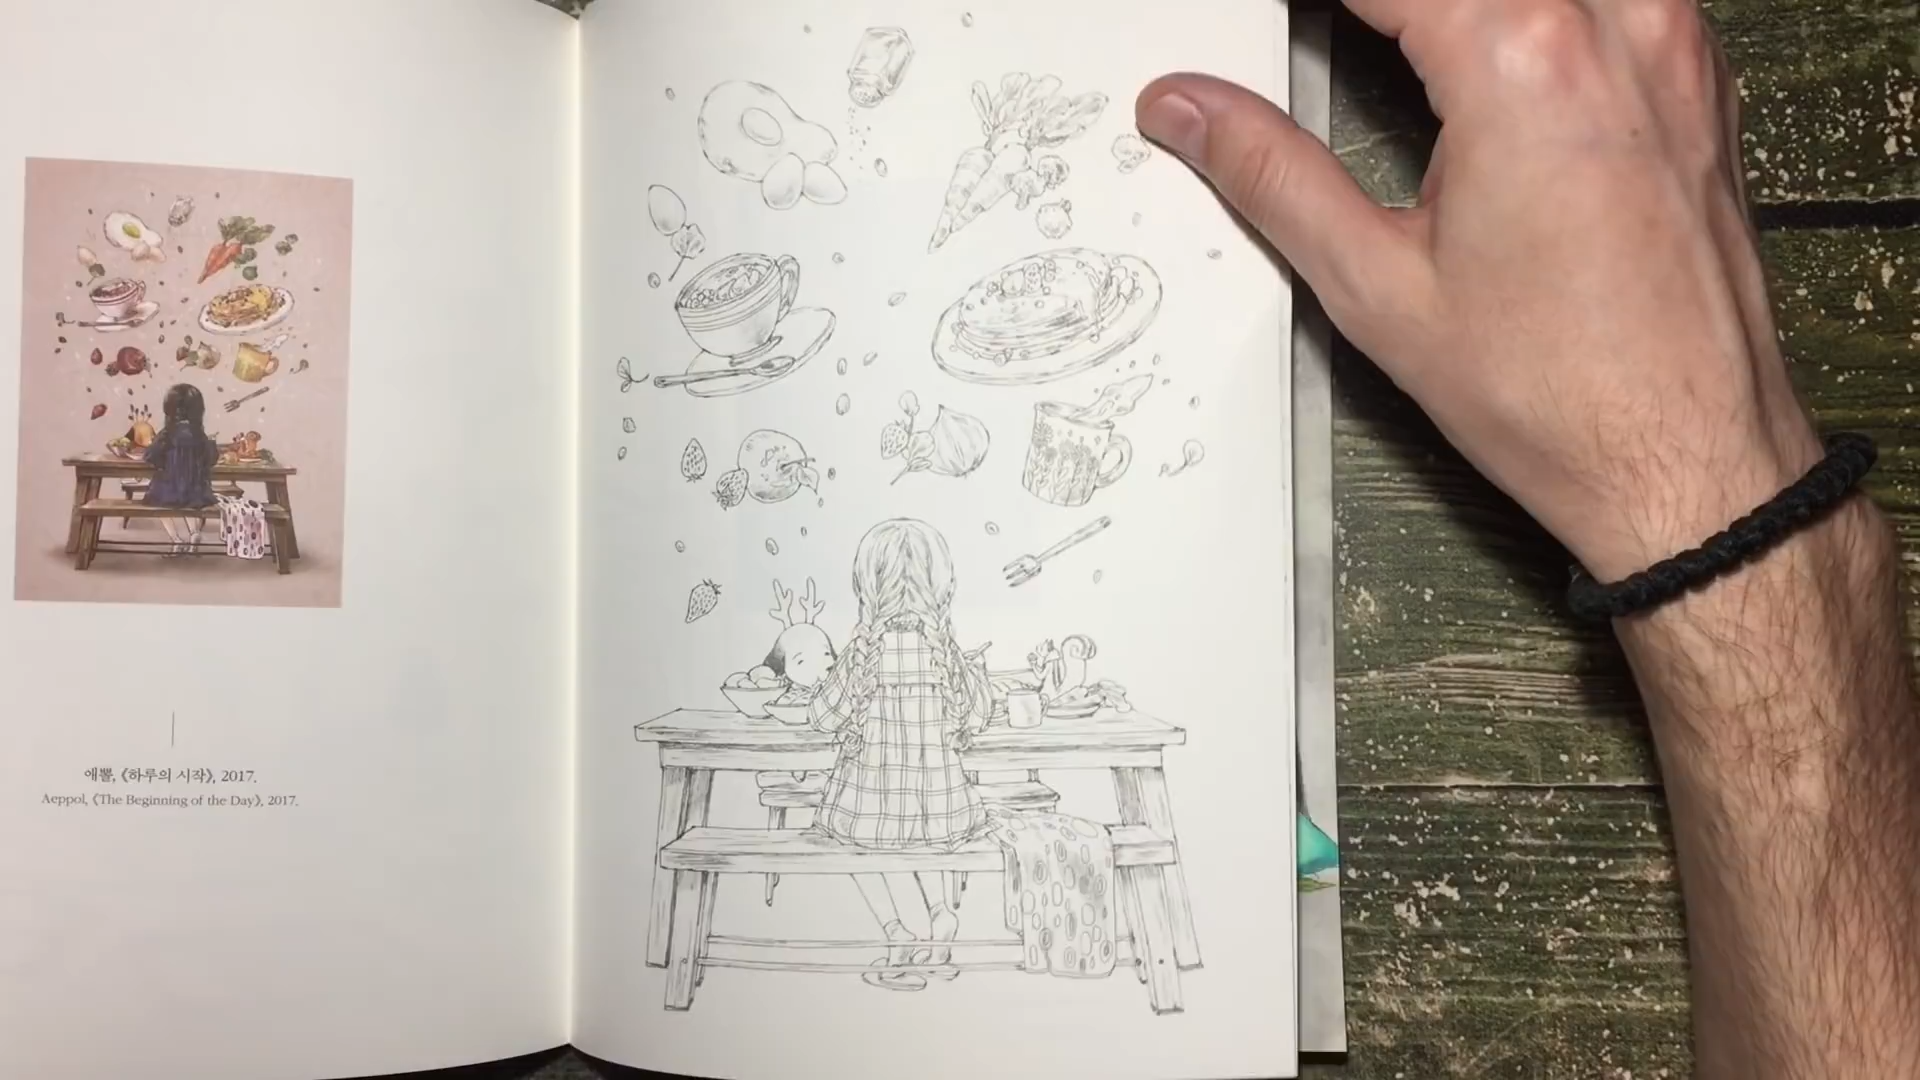 애뽈, 《하루의 시작》, 2017.
Aeppol, 《The Beginning of the Day》, 2017.